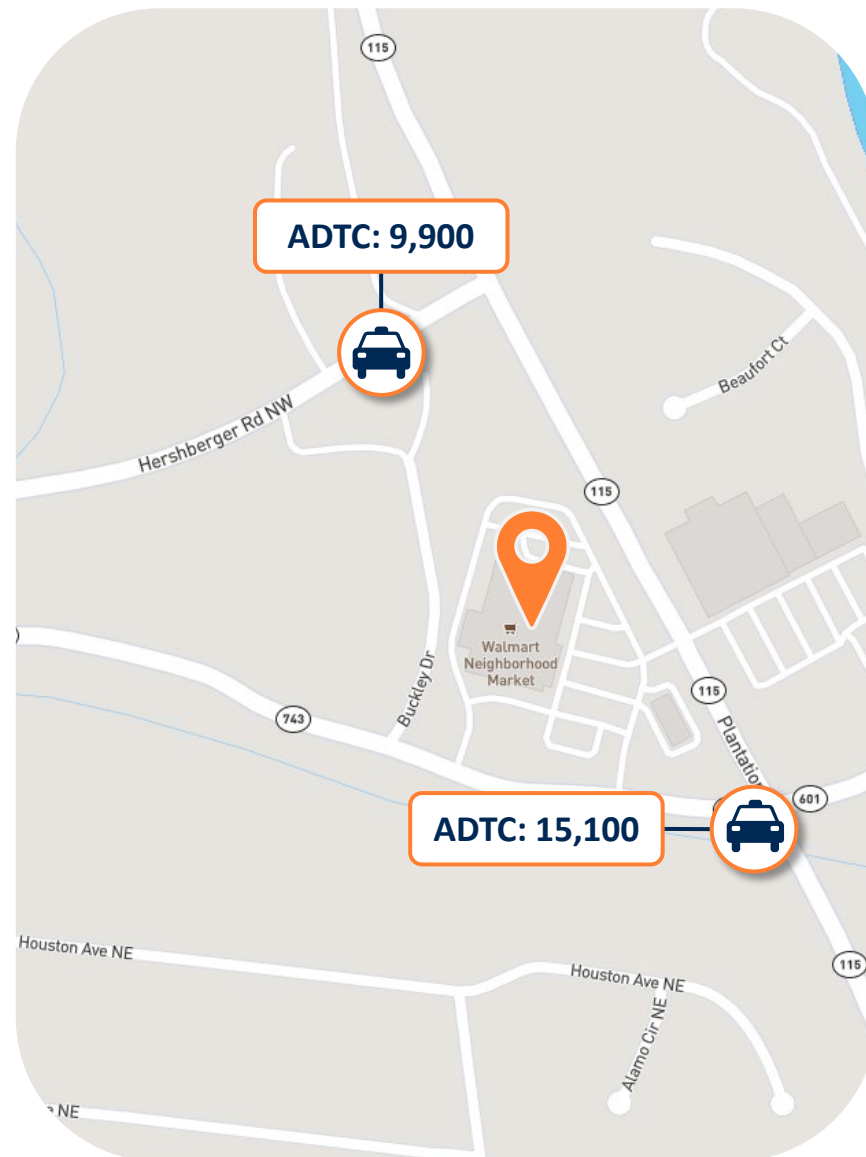 115
ADTC: 9,900
Beaufort Ct
Hershberger Rd NW
115
Walmart
Neighborhood
Market
Buckley Dr
115
743
Plantation
601
ADTC: 15,100
Houston Ave NE
115
Houston Ave NE
Alamo Cir NE
NE